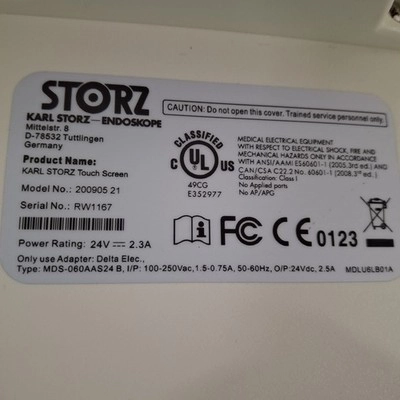 STORZ
KARL STORZ—ENDOSKOPE
Mittelstr. 8
D-78532 Tuttlingen
Germany
Product Name:
KARL STORZ Touch Screen
Model No.: 200905 21
Serial No.: RW1167
Power Rating: 24V⎓ 2.3A
Only use Adapter: Delta Elec.,
Type: MDS-060AAS24 B, I/P: 100-250Vac, 1.5-0.75A, 50-60Hz, O/P:24Vdc, 2.5A
MDLU6LB01A
CAUTION: Do not open this cover. Trained service personnel only.
CLASSIFIED
C UL US
®
49CG
E352977
MEDICAL ELECTRICAL EQUIPMENT
WITH RESPECT TO ELECTRIC SHOCK, FIRE AND
MECHANICAL HAZARDS ONLY IN ACCORDANCE
WITH ANSI/AAMI ES60601-1 (2005.3rd ed.) AND
CAN/CSA C22.2 No. 60601-1 (2008.3rd ed.)
Classification: Class I
No Applied parts
No AP/APG
i FC CE 0123